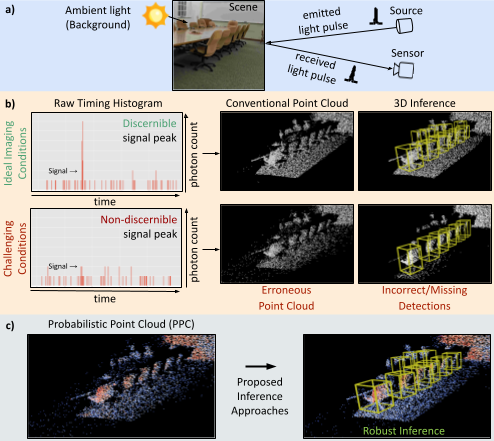 a)
Ambient light
(Background)
Scene
emitted
light pulse
Source
received
light pulse
Sensor
b)
Raw Timing Histogram
Conventional Point Cloud
3D Inference
Ideal Imaging
Conditions
Discernible
signal peak
Signal →
photon count
time
Challenging
Conditions
Non-discernible
signal peak
Signal →
photon count
time
Erroneous
Point Cloud
Incorrect/Missing
Detections
c)
Probabilistic Point Cloud (PPC)
Proposed
Inference
Approaches
Robust Inference